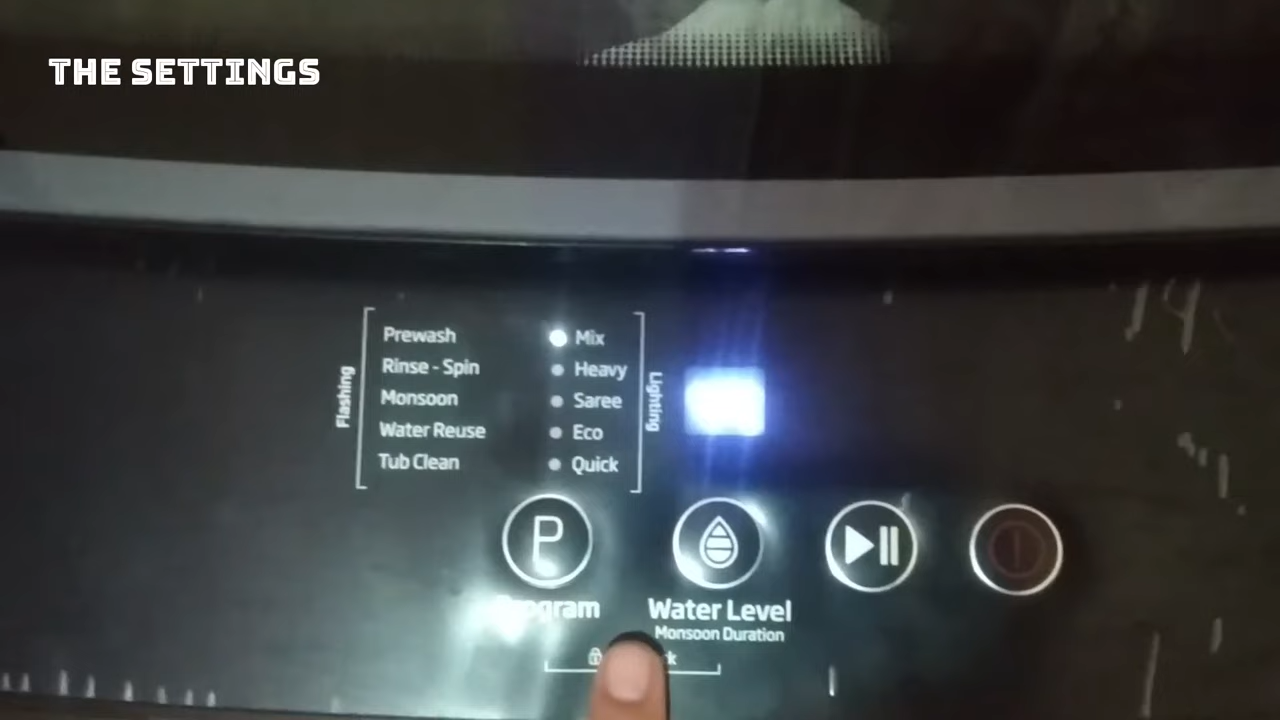 THE SETTINGS
Flashing
Prewash
Rinse - Spin
Monsoon
Water Reuse
Tub Clean
Mix
Heavy
Saree
Eco
Quick
Lighting
P
Program
Water Level
Monsoon Duration